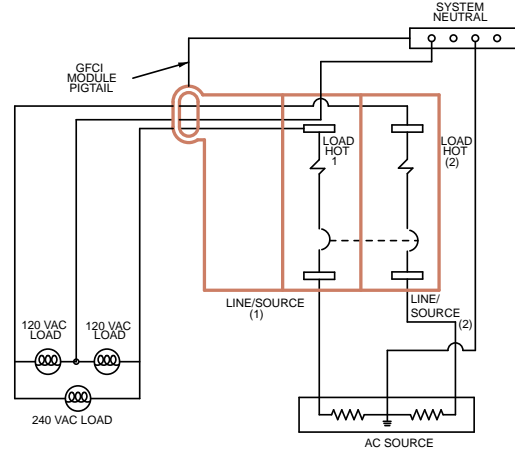 SYSTEM
NEUTRAL
GFCI
MODULE
PIGTAIL
LOAD
HOT
1
LOAD
HOT
(2)
LINE/SOURCE
(1)
LINE/
SOURCE
(2)
120 VAC
LOAD
120 VAC
LOAD
240 VAC LOAD
AC SOURCE